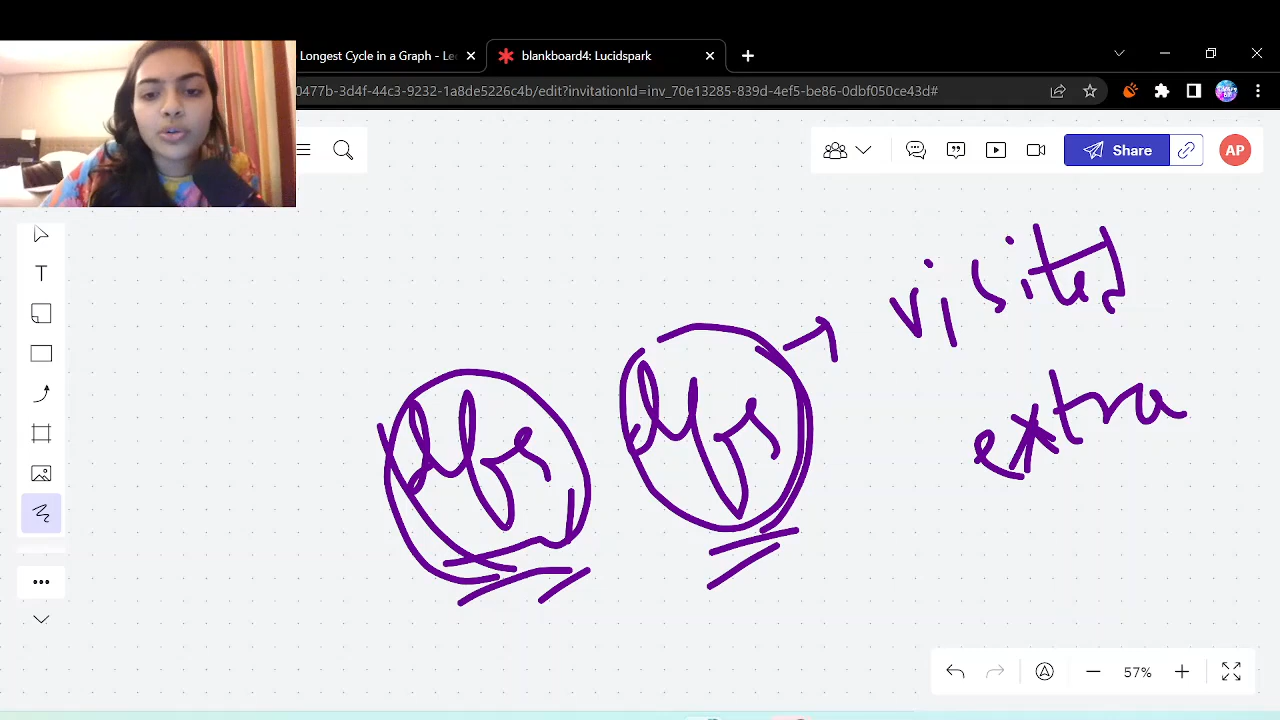 Longest Cycle in a Graph - Le
blankboard4: Lucidspark
0477b-3d4f-44c3-9232-1a8de5226c4b/edit?invitationId=inv_70e13285-839d-4ef5-be86-0dbf050ce43d#
Share
AP
T
visited
dfs
dfs
extra
57%